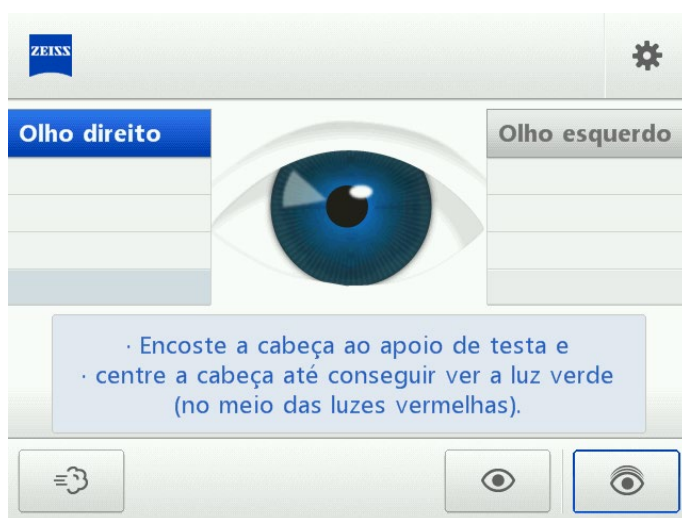 ZEISS
Olho direito
Olho esquerdo
· Encoste a cabeça ao apoio de testa e
· centre a cabeça até conseguir ver a luz verde
(no meio das luzes vermelhas).